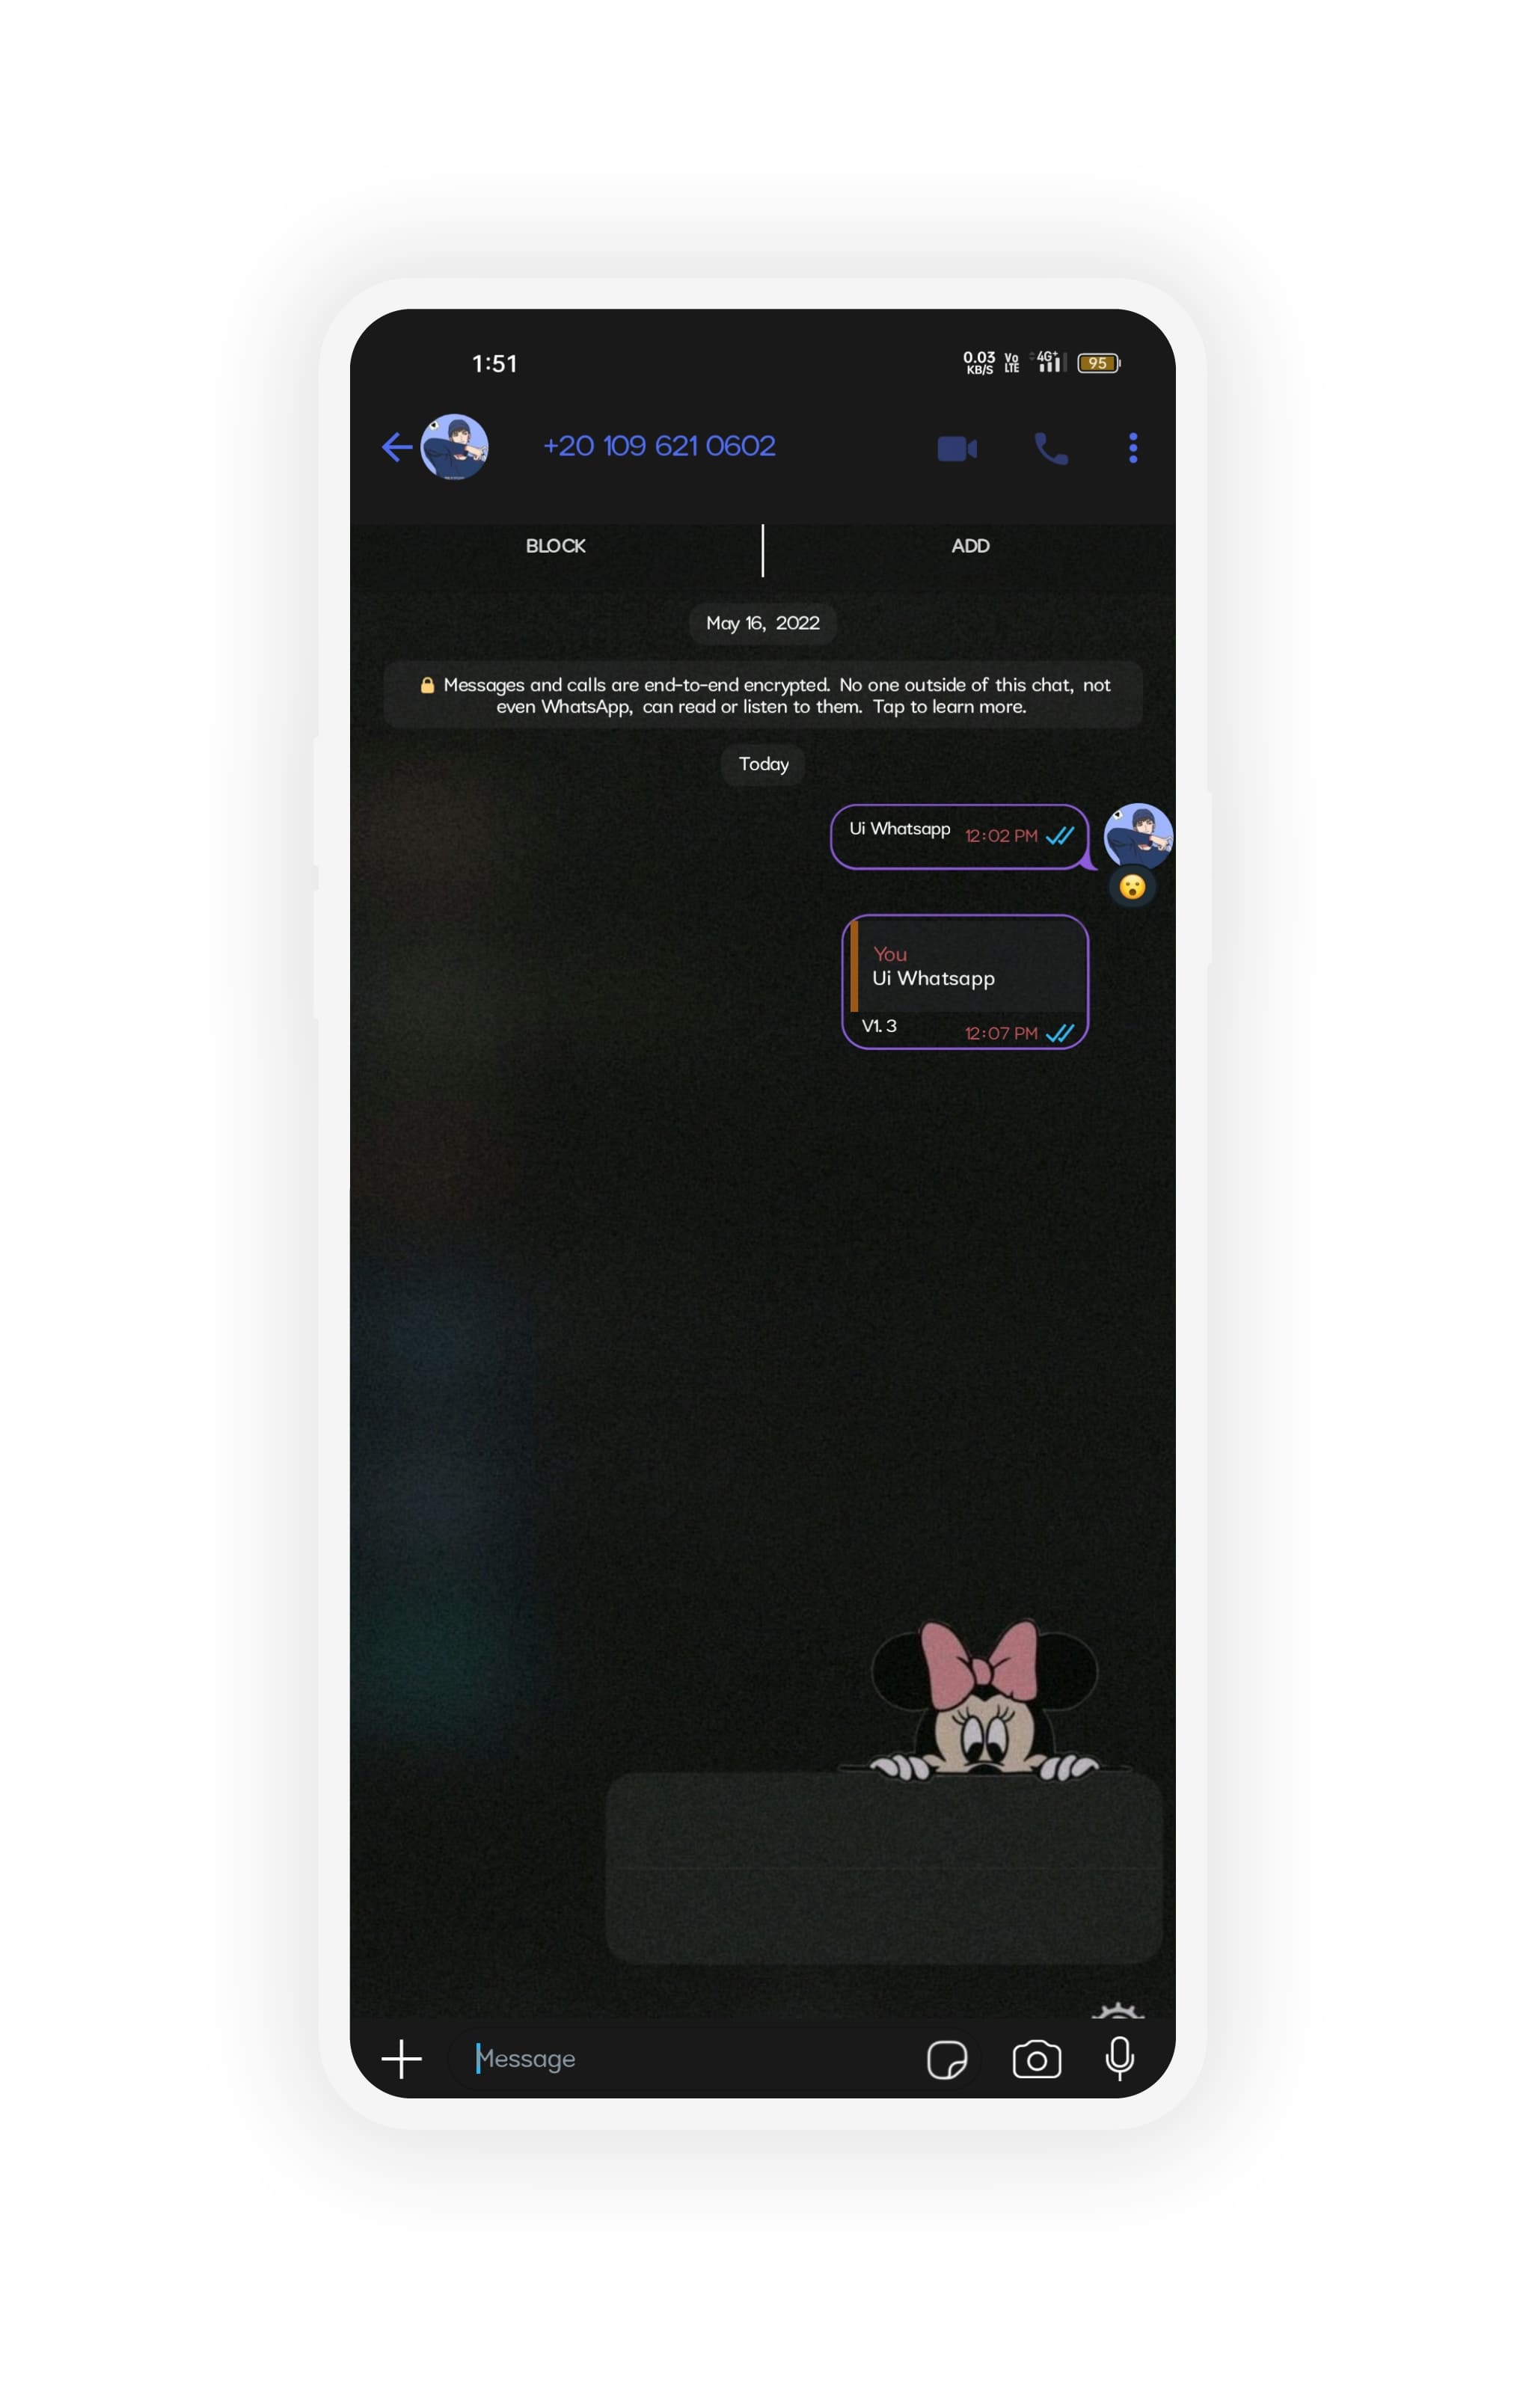 1:51
0.03 KB/S Vo LTE 4G+ 95
+20 109 621 0602
BLOCK
ADD
May 16, 2022
Messages and calls are end-to-end encrypted. No one outside of this chat, not
even WhatsApp, can read or listen to them. Tap to learn more.
Today
Ui Whatsapp 12:02 PM
You
Ui Whatsapp
V1.3 12:07 PM
Message